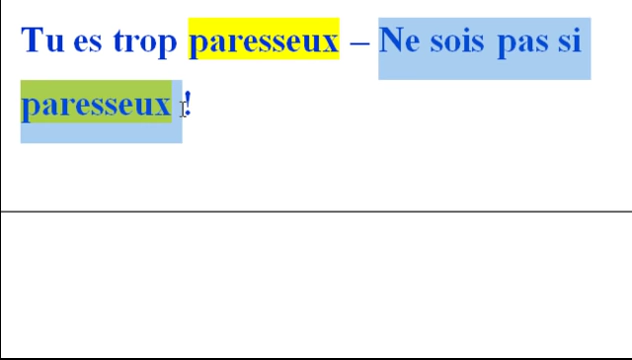 Tu es trop paresseux – Ne sois pas si
paresseux !